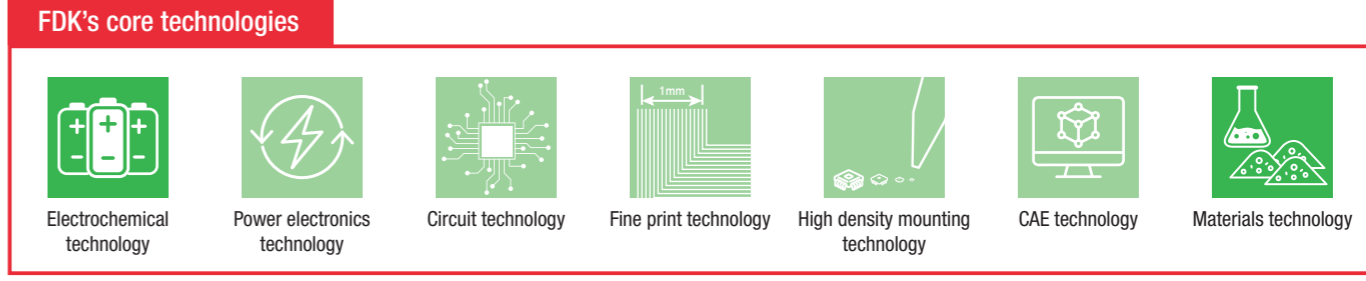 FDK's core technologies
1mm
Electrochemical
technology
Power electronics
technology
Circuit technology
Fine print technology
High density mounting
technology
CAE technology
Materials technology